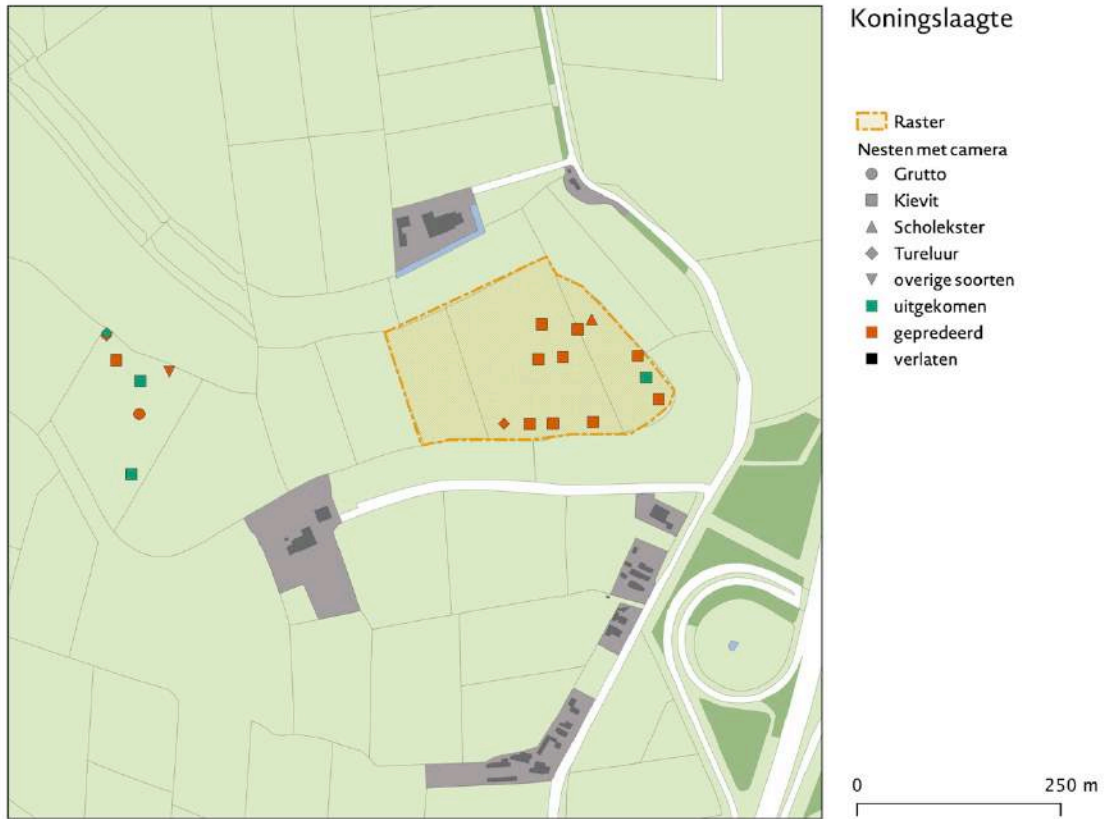 Koningslaagte
Raster
Nesten met camera
Grutto
Kievit
Scholekster
Tureluur
overige soorten
uitgekomen
gepredeerd
verlaten
0 250 m